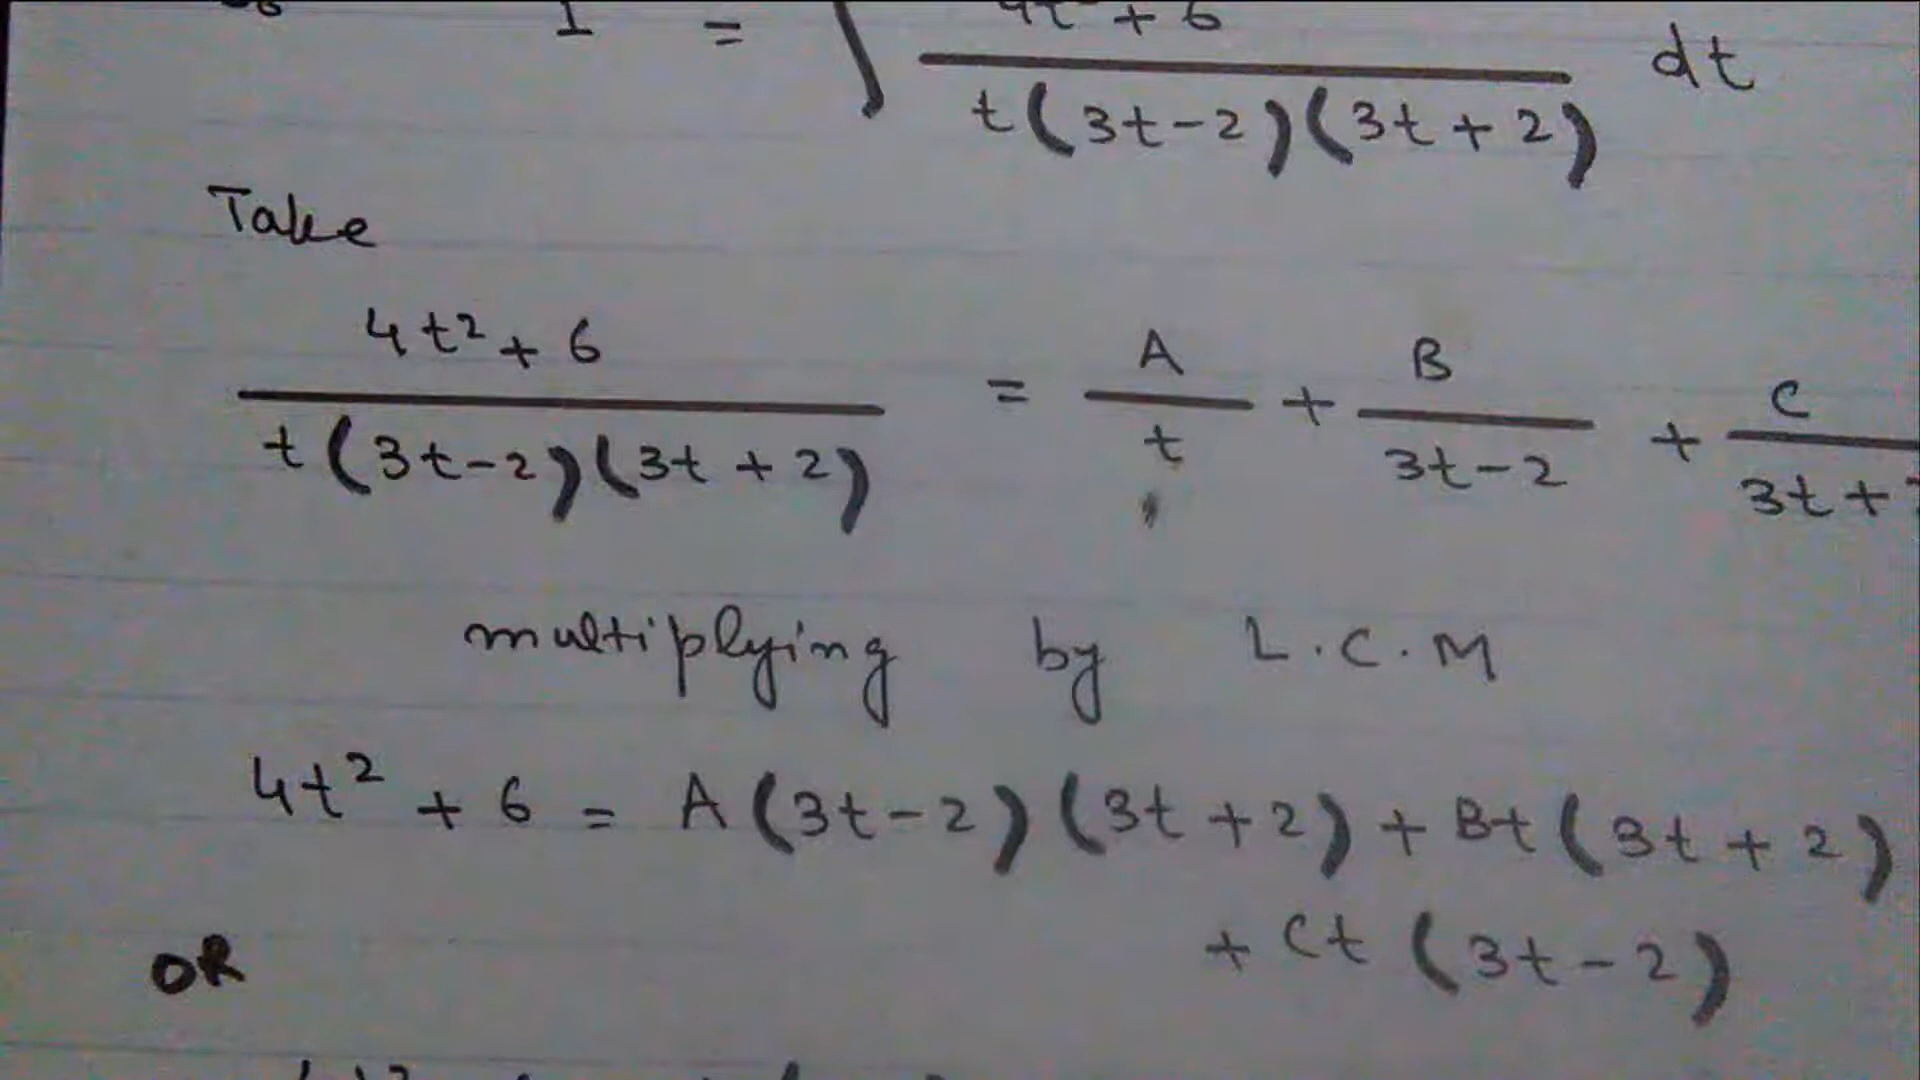 I = ∫ 4t² + 6 / t(3t-2)(3t+2) dt
Take
4t² + 6 / t(3t-2)(3t+2) = A/t + B/3t-2 + C/3t+
multiplying by L.C.M
4t² + 6 = A(3t-2)(3t+2) + Bt(3t+2)
+ Ct(3t-2)
OR